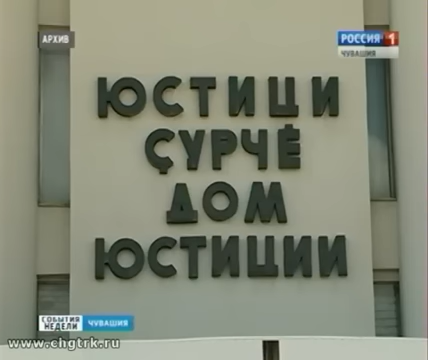 АРХИВ
РОССИЯ 1
ЧУВАШИЯ
ЮСТИЦИ
ҪУРЧӖ
ДОМ
ЮСТИЦИИ
СОБЫТИЯ
НЕДЕЛИ
ЧУВАШИЯ
www.chgtrk.ru